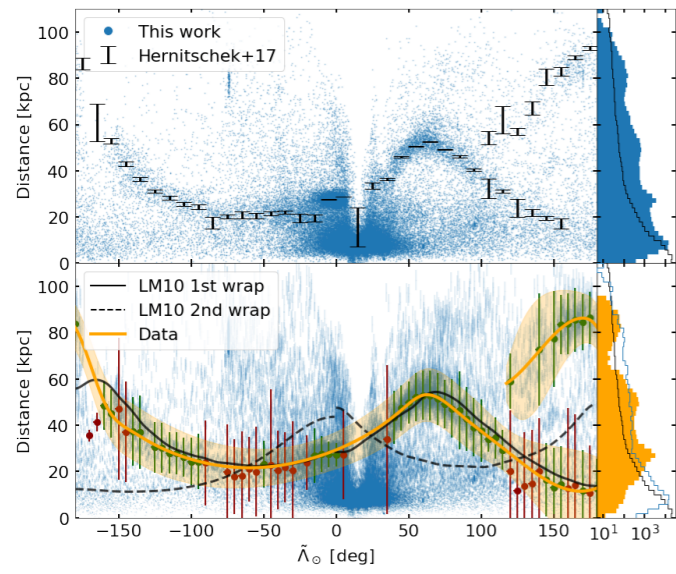 100
80
60
40
20
0
Distance [kpc]
This work
Hernitschek+17
100
80
60
40
20
0
Distance [kpc]
LM10 1st wrap
LM10 2nd wrap
Data
−150 −100 −50 0 50 100 150 10¹ 10³
Λ̃⊙ [deg]